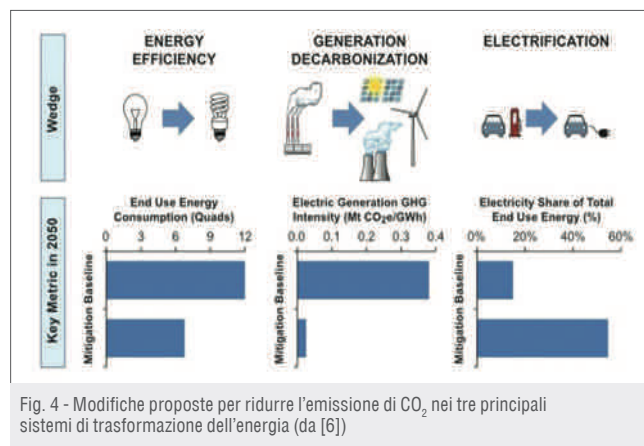 ENERGY
EFFICIENCY
GENERATION
DECARBONIZATION
ELECTRIFICATION
Wedge
Key Metric in 2050
End Use Energy
Consumption (Quads)
0 3 6 9 12
Mitigation Baseline
Electric Generation GHG
Intensity (Mt CO₂e/GWh)
0.0 0.1 0.2 0.3 0.4
Mitigation Baseline
Electricity Share of Total
End Use Energy (%)
0% 20% 40% 60%
Mitigation Baseline
Fig. 4 - Modifiche proposte per ridurre l'emissione di CO₂ nei tre principali
sistemi di trasformazione dell'energia (da [6])